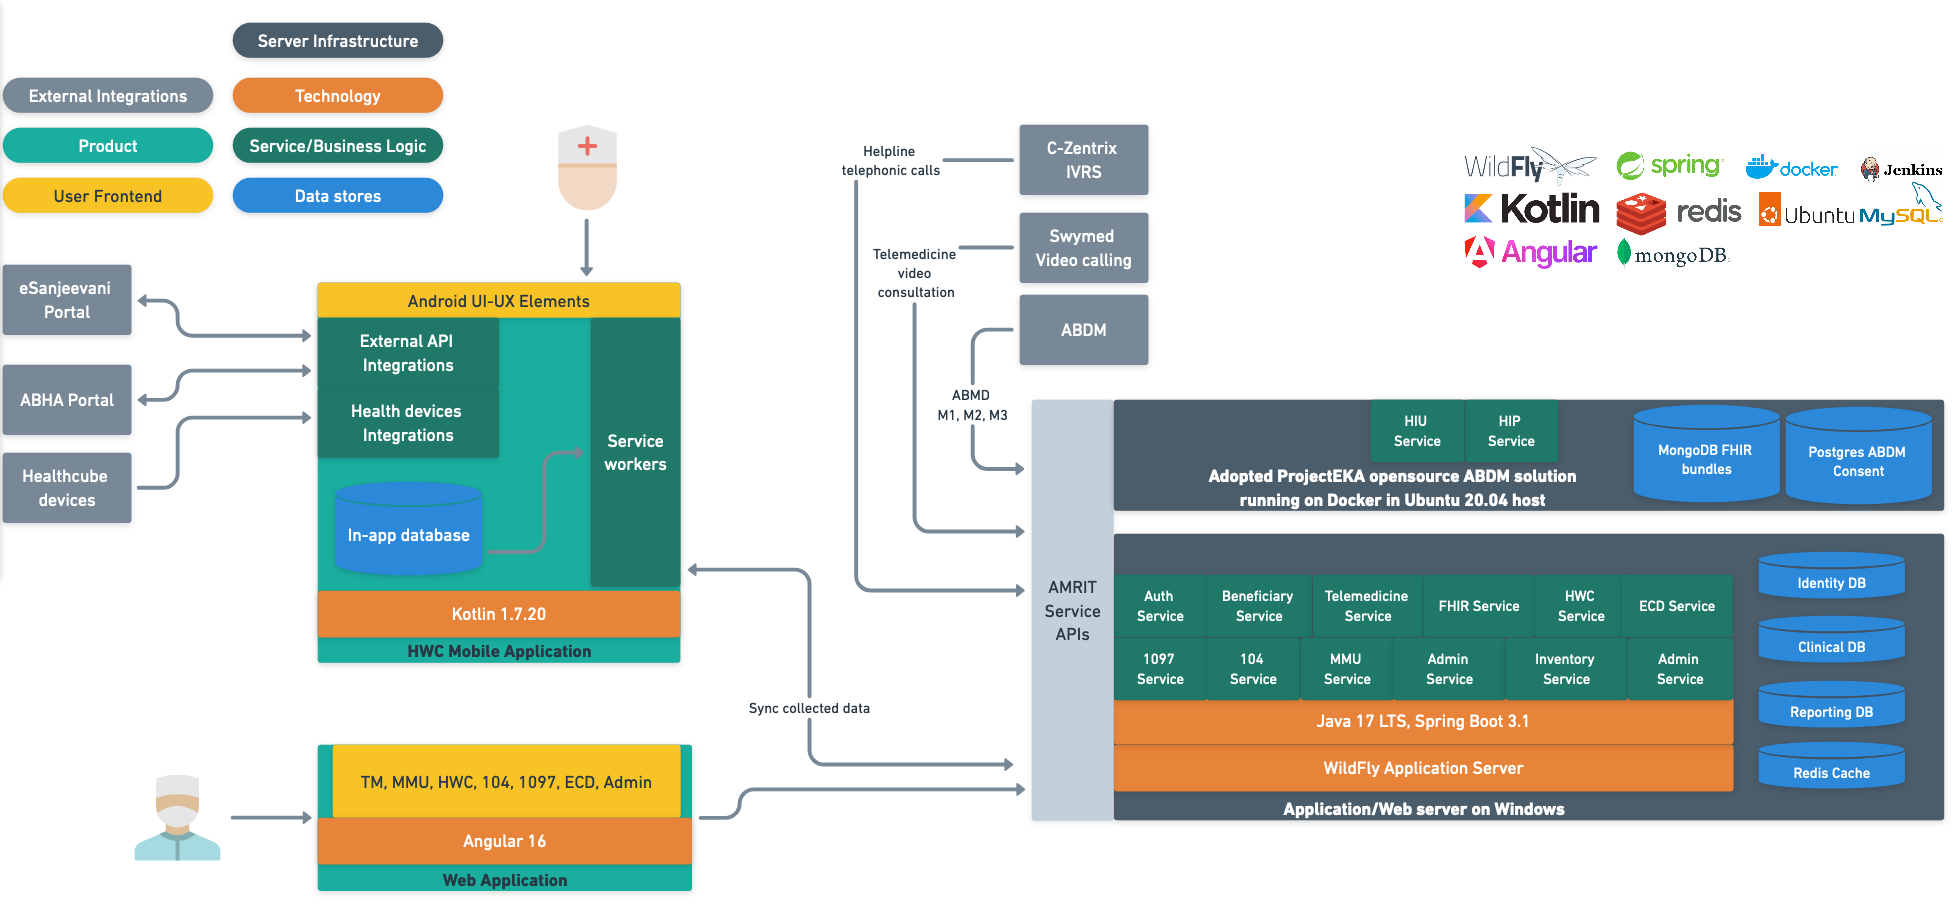 Server Infrastructure
External Integrations
Technology
Product
Service/Business Logic
User Frontend
Data stores
eSanjeevani
Portal
ABHA Portal
Healthcube
devices
Android UI-UX Elements
External API
Integrations
Health devices
Integrations
Service
workers
In-app database
Kotlin 1.7.20
HWC Mobile Application
TM, MMU, HWC, 104, 1097, ECD, Admin
Angular 16
Web Application
Sync collected data
Helpline
telephonic calls
Telemedicine
video
consultation
ABMD
M1, M2, M3
C-Zentrix
IVRS
Swymed
Video calling
ABDM
WildFly
spring
docker
Jenkins
Kotlin
redis
Ubuntu
MySQL
Angular
mongoDB
AMRIT
Service
APIs
HIU
Service
HIP
Service
MongoDB FHIR
bundles
Postgres ABDM
Consent
Adopted ProjectEKA opensource ABDM solution
running on Docker in Ubuntu 20.04 host
Auth
Service
Beneficiary
Service
Telemedicine
Service
FHIR Service
HWC
Service
ECD Service
1097
Service
104
Service
MMU
Service
Admin
Service
Inventory
Service
Admin
Service
Java 17 LTS, Spring Boot 3.1
WildFly Application Server
Application/Web server on Windows
Identity DB
Clinical DB
Reporting DB
Redis Cache